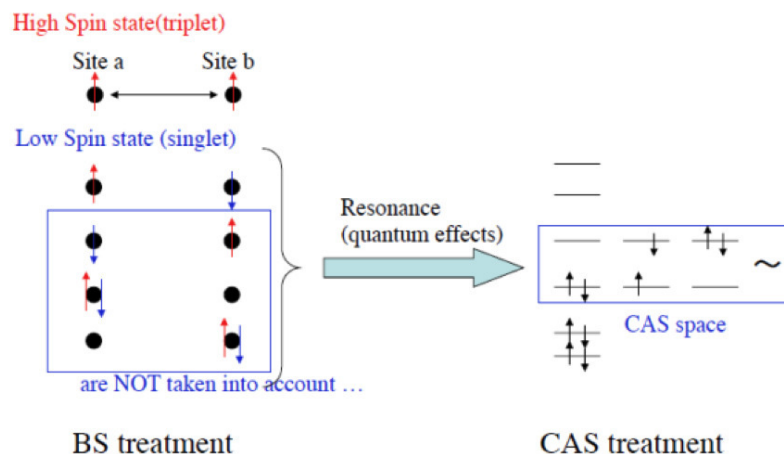 High Spin state(triplet)
Site a
Site b
Low Spin state (singlet)
Resonance
(quantum effects)
~
CAS space
are NOT taken into account ...
BS treatment
CAS treatment